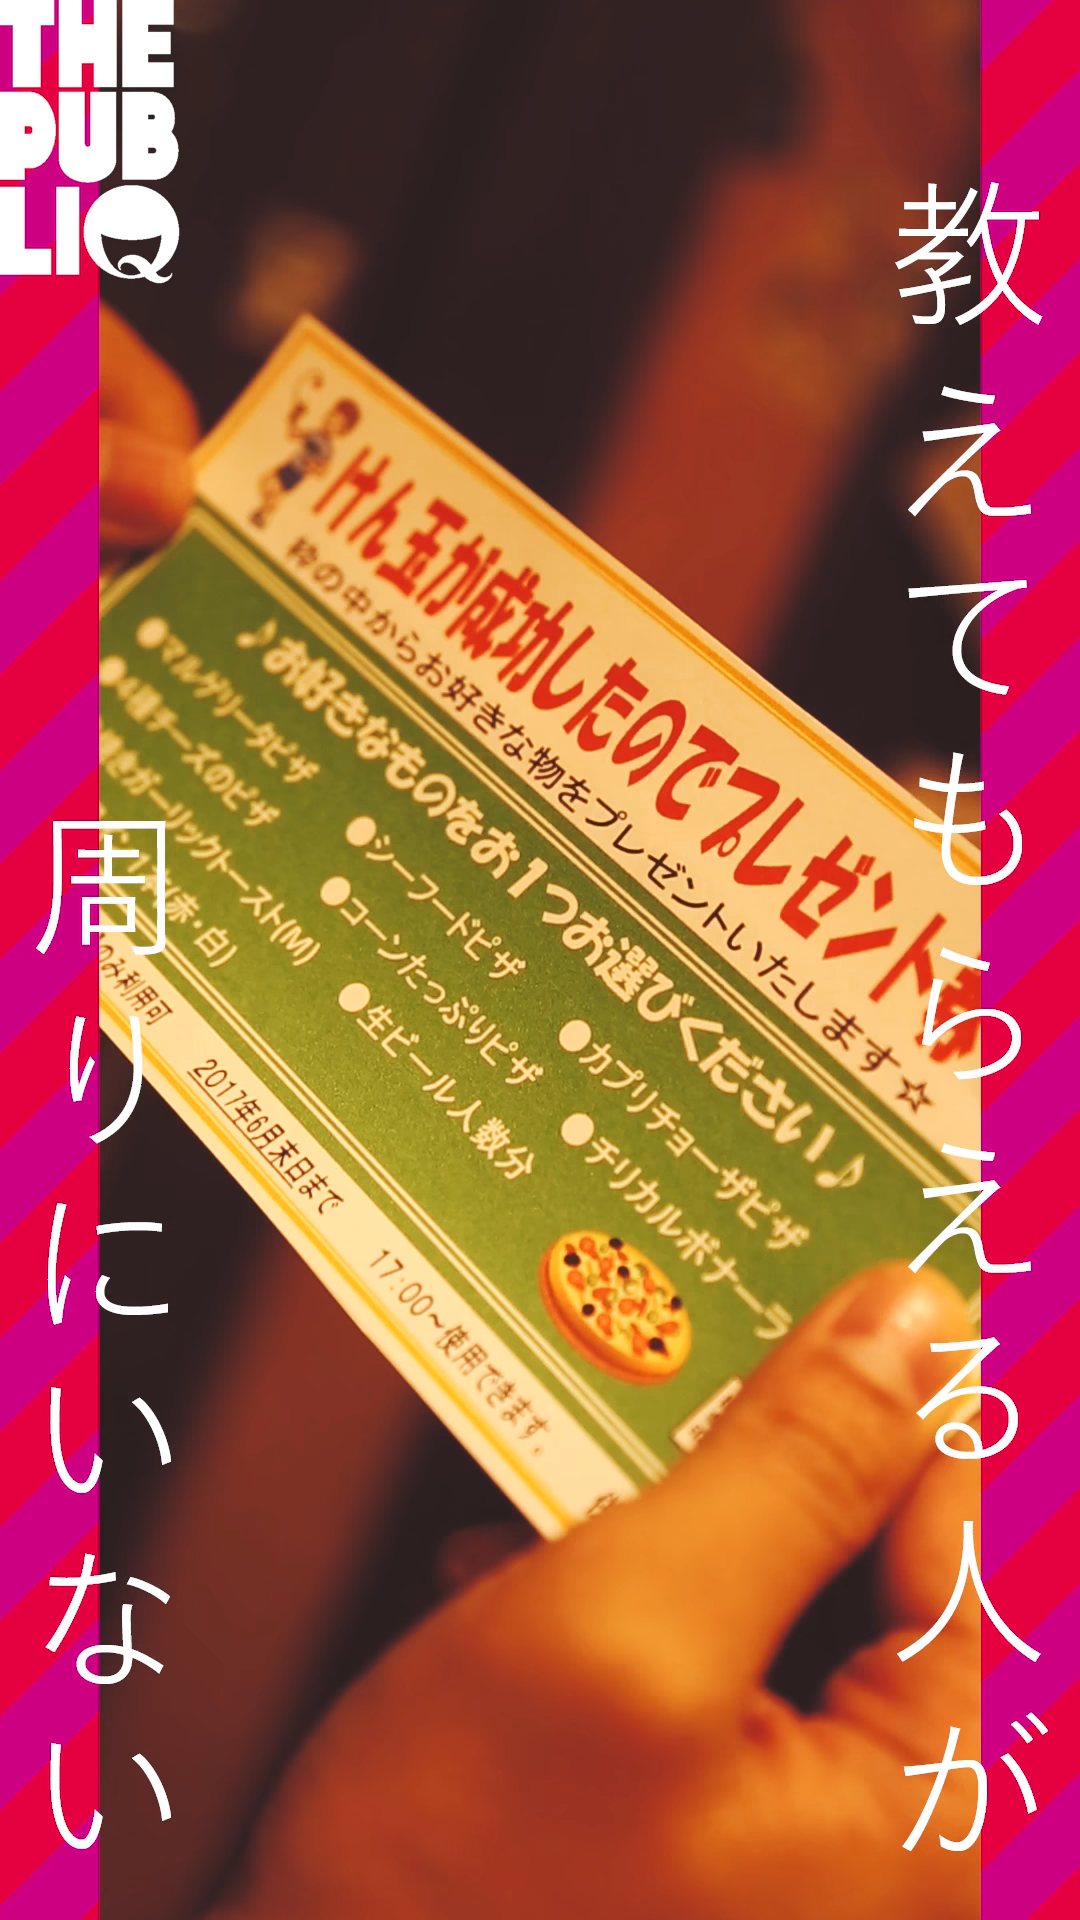 THE
PUB
LIQ
教えてもらえる人が
周りにいない
けん玉が成功したのでプレゼント券
枠の中からお好きな物をプレゼントいたします☆
♪お好きなものをお1つお選びください♪
●マルゲリータピザ
●4種チーズのピザ
焼きガーリックトースト(M)
(赤・白)
●シーフードピザ
●コーンたっぷりピザ
●生ビール人数分
●カプリチョーザピザ
●チリカルボナーラ
のみ利用可
2017年6月末日まで
17:00～使用できます。